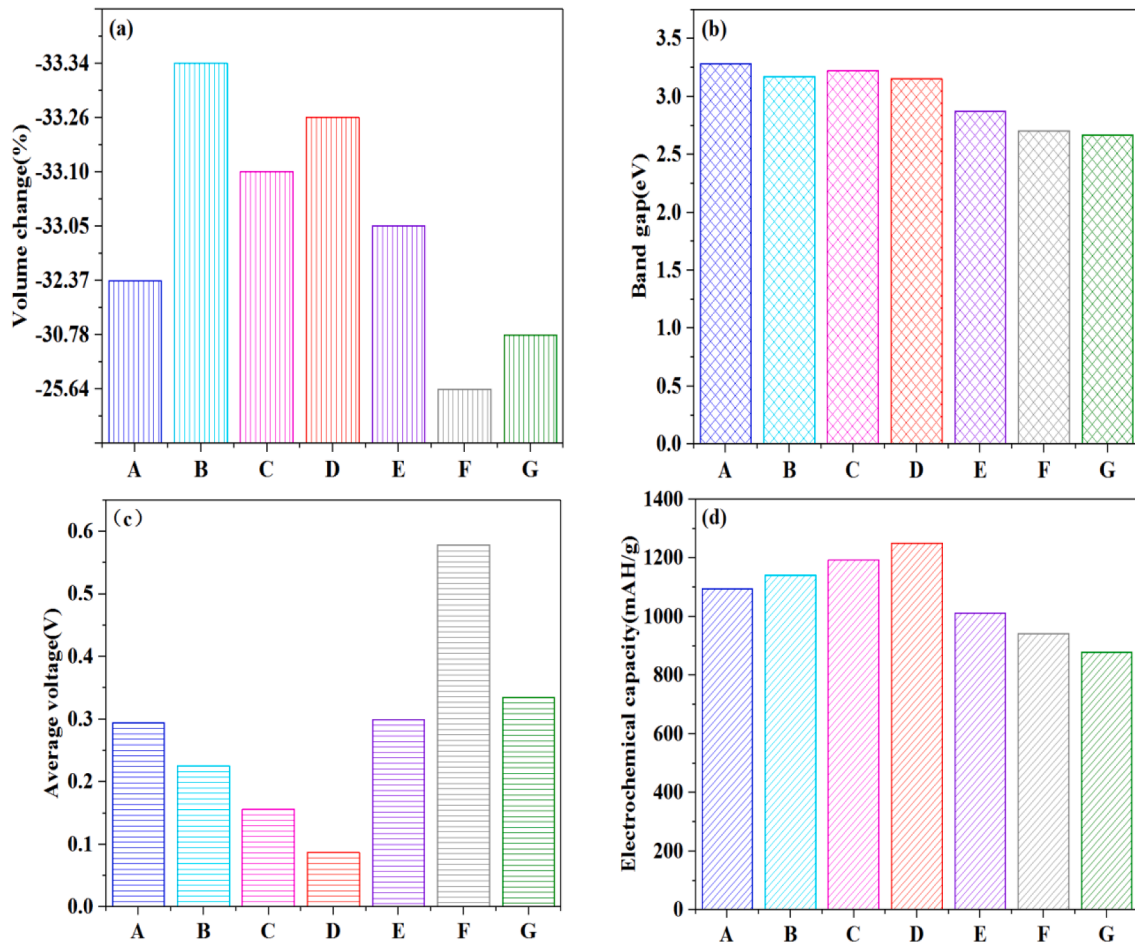 (a)
Volume change(%)
-33.34
-33.26
-33.10
-33.05
-32.37
-30.78
-25.64
A B C D E F G
(b)
Band gap(eV)
3.5
3.0
2.5
2.0
1.5
1.0
0.5
0.0
A B C D E F G
(c)
Average voltage(V)
0.6
0.5
0.4
0.3
0.2
0.1
0.0
A B C D E F G
(d)
Electrochemical capacity(mAH/g)
1400
1200
1000
800
600
400
200
0
A B C D E F G